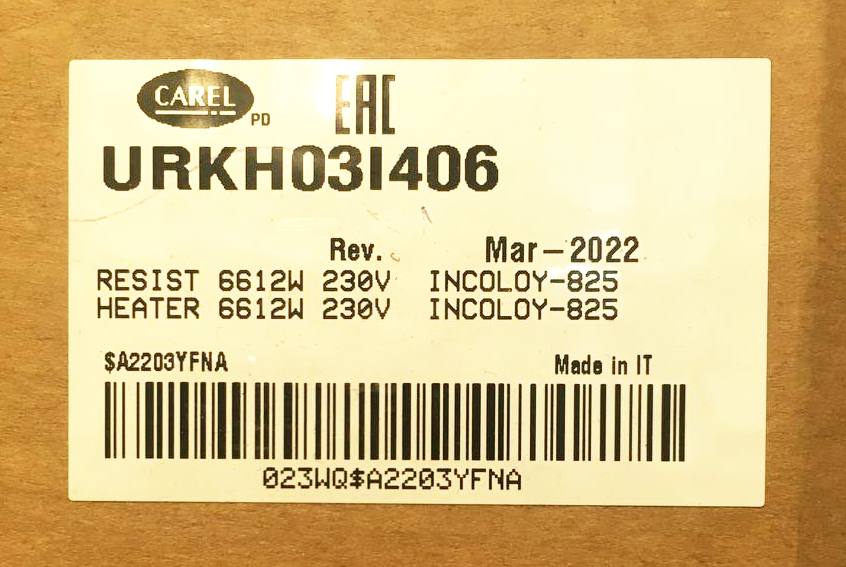 CAREL PD EAC
URKH03I406
Rev. Mar-2022
RESIST 6612W 230V INCOLOY-825
HEATER 6612W 230V INCOLOY-825
$A2203YFNA Made in IT
023WQ$A2203YFNA